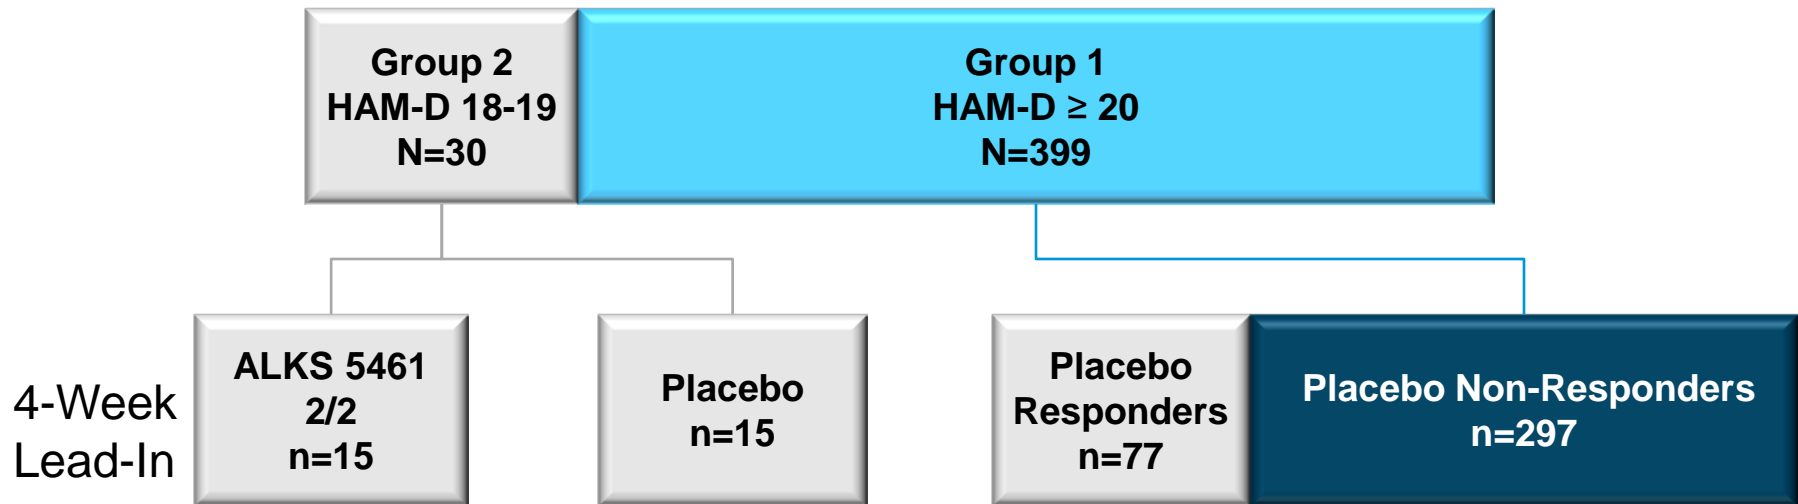 Group 2
HAM-D 18-19
N=30
Group 1
HAM-D ≥ 20
N=399
4-Week
Lead-In
ALKS 5461
2/2
n=15
Placebo
n=15
Placebo
Responders
n=77
Placebo Non-Responders
n=297